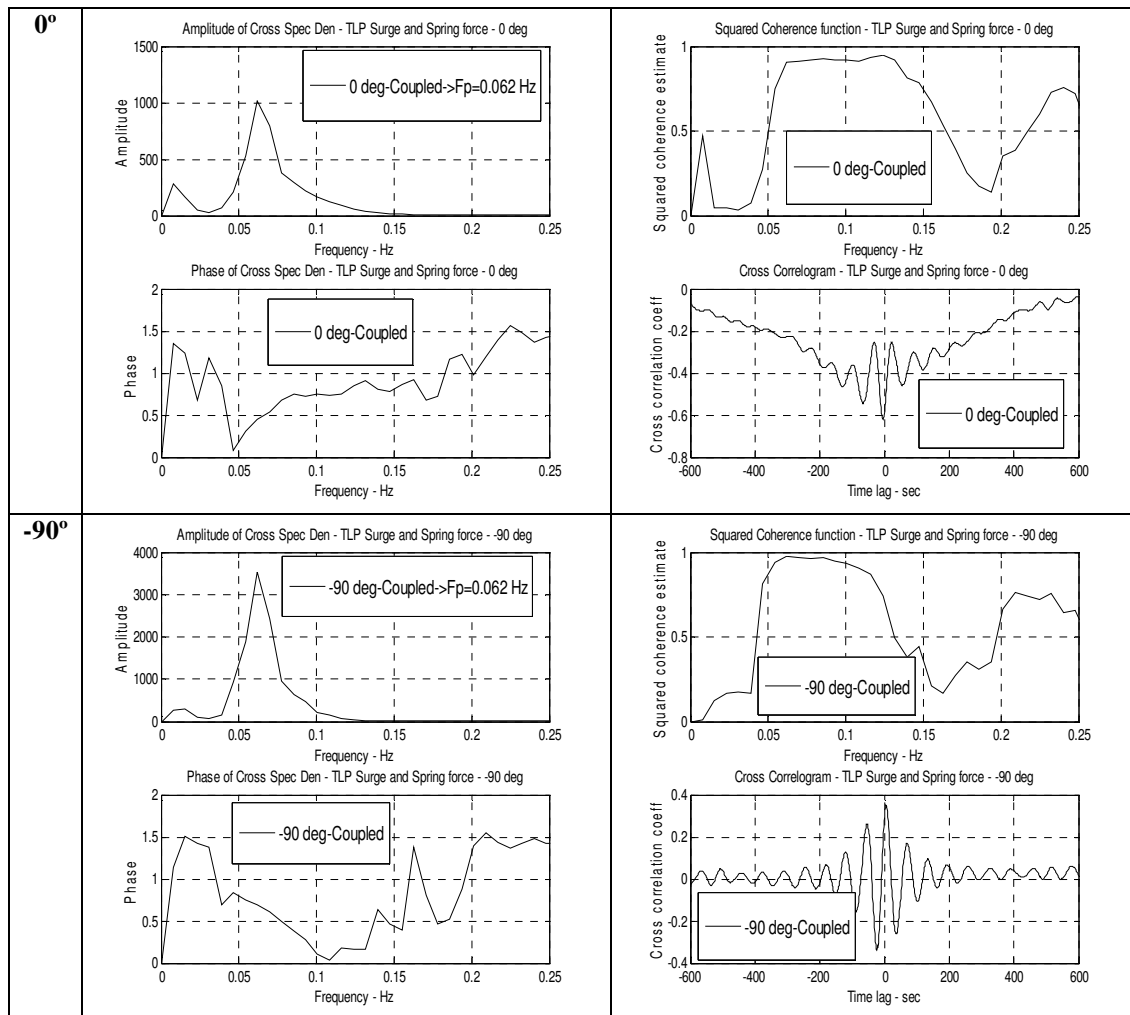 0º
Amplitude of Cross Spec Den - TLP Surge and Spring force - 0 deg
1500
1000
500
0
Amplitude
0 deg-Coupled->Fp=0.062 Hz
0 0.05 0.1 0.15 0.2 0.25
Frequency - Hz
Phase of Cross Spec Den - TLP Surge and Spring force - 0 deg
2
1.5
1
0.5
0
Phase
0 deg-Coupled
0 0.05 0.1 0.15 0.2 0.25
Frequency - Hz
Squared Coherence function - TLP Surge and Spring force - 0 deg
1
0.5
0
Squared coherence estimate
0 deg-Coupled
0 0.05 0.1 0.15 0.2 0.25
Frequency - Hz
Cross Correlogram - TLP Surge and Spring force - 0 deg
0
-0.2
-0.4
-0.6
-0.8
Cross correlation coeff
0 deg-Coupled
-600 -400 -200 0 200 400 600
Time lag - sec
-90º
Amplitude of Cross Spec Den - TLP Surge and Spring force - -90 deg
4000
3000
2000
1000
0
Amplitude
-90 deg-Coupled->Fp=0.062 Hz
0 0.05 0.1 0.15 0.2 0.25
Frequency - Hz
Phase of Cross Spec Den - TLP Surge and Spring force - -90 deg
2
1.5
1
0.5
0
Phase
-90 deg-Coupled
0 0.05 0.1 0.15 0.2 0.25
Frequency - Hz
Squared Coherence function - TLP Surge and Spring force - -90 deg
1
0.5
0
Squared coherence estimate
-90 deg-Coupled
0 0.05 0.1 0.15 0.2 0.25
Frequency - Hz
Cross Correlogram - TLP Surge and Spring force - -90 deg
0.4
0.2
0
-0.2
-0.4
Cross correlation coeff
-90 deg-Coupled
-600 -400 -200 0 200 400 600
Time lag - sec